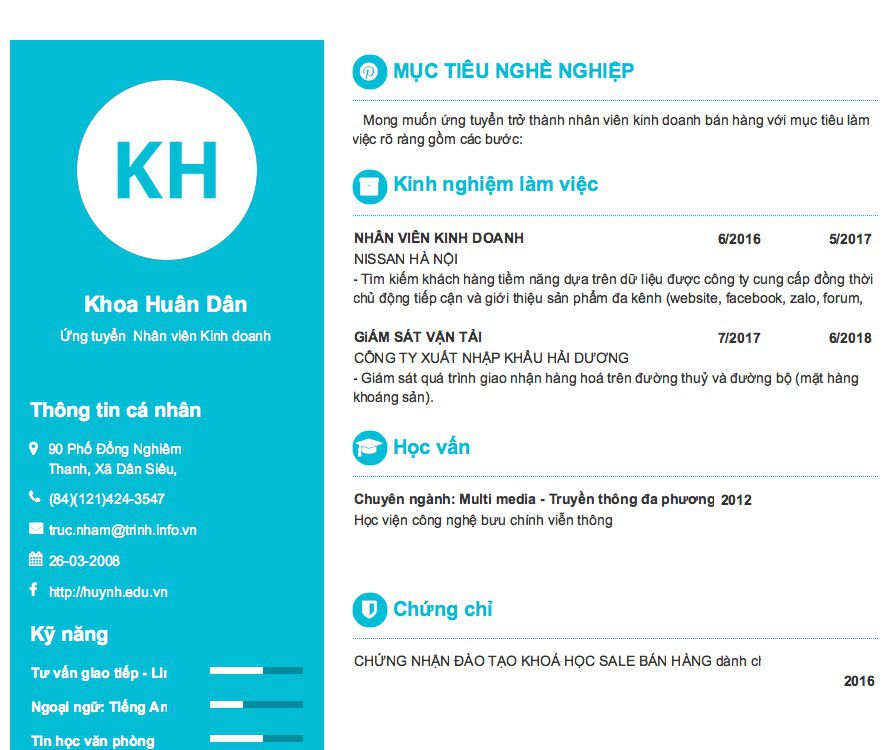 KH
Khoa Huân Dân
Ứng tuyển Nhân viên Kinh doanh
Thông tin cá nhân
90 Phố Đổng Nghiêm
Thanh, Xã Dân Siêu,
(84)(121)424-3547
truc.nham@trinh.info.vn
26-03-2008
http://huynh.edu.vn
Kỹ năng
Tư vấn giao tiếp -
Ngoại ngữ: Tiếng
Tin học văn phòng
MỤC TIÊU NGHỀ NGHIỆP
Mong muốn ứng tuyển trở thành nhân viên kinh doanh bán hàng với mục tiêu làm
việc rõ ràng gồm các bước:
Kinh nghiệm làm việc
NHÂN VIÊN KINH DOANH 6/2016 5/2017
NISSAN HÀ NỘI
- Tìm kiếm khách hàng tiềm năng dựa trên dữ liệu được công ty cung cấp đồng thời
chủ động tiếp cận và giới thiệu sản phẩm đa kênh (website, facebook, zalo, forum,
GIÁM SÁT VẬN TẢI 7/2017 6/2018
CÔNG TY XUẤT NHẬP KHẨU HẢI DƯƠNG
- Giám sát quá trình giao nhận hàng hoá trên đường thuỷ và đường bộ (mặt hàng
khoáng sản).
Học vấn
Chuyên ngành: Multi media - Truyền thông đa phương 2012
Học viện công nghệ bưu chính viễn thông
Chứng chỉ
CHỨNG NHẬN ĐÀO TẠO KHOÁ HỌC SALE BÁN HÀNG dành
2016